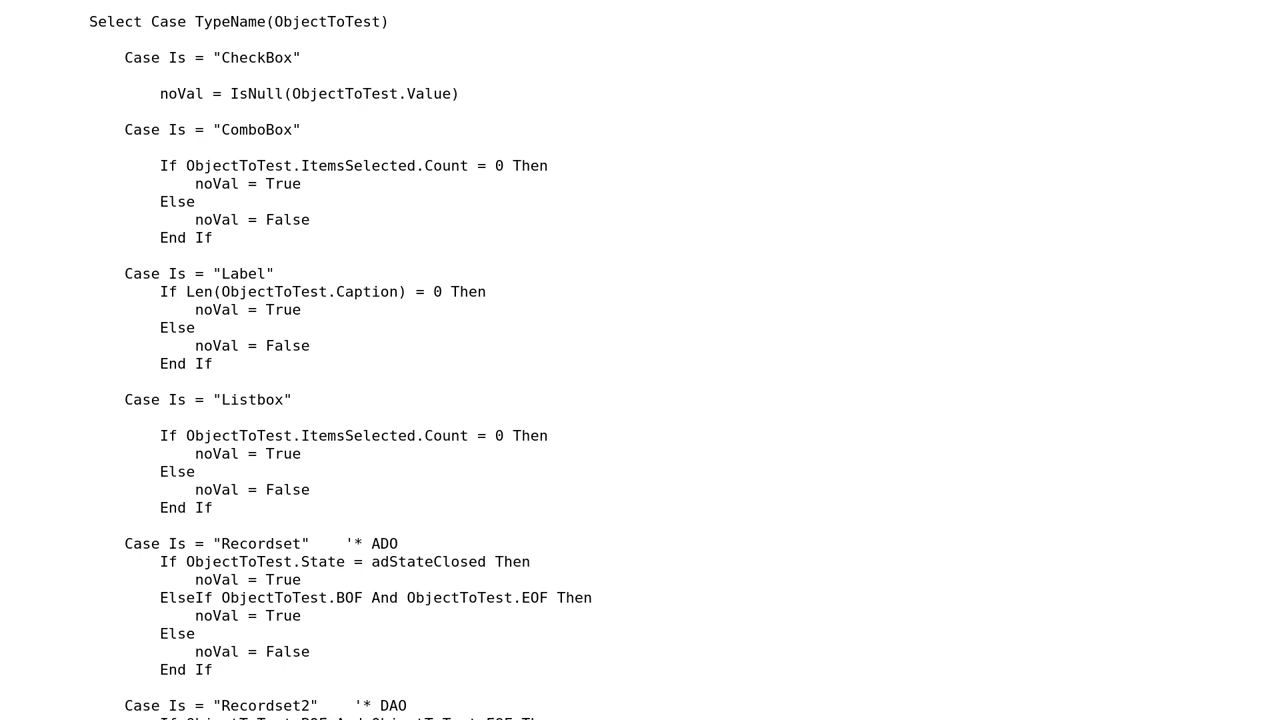 Select Case TypeName(ObjectToTest)
Case Is = "CheckBox"
noVal = IsNull(ObjectToTest.Value)
Case Is = "ComboBox"
If ObjectToTest.ItemsSelected.Count = 0 Then
noVal = True
Else
noVal = False
End If
Case Is = "Label"
If Len(ObjectToTest.Caption) = 0 Then
noVal = True
Else
noVal = False
End If
Case Is = "Listbox"
If ObjectToTest.ItemsSelected.Count = 0 Then
noVal = True
Else
noVal = False
End If
Case Is = "Recordset"    '* ADO
If ObjectToTest.State = adStateClosed Then
noVal = True
ElseIf ObjectToTest.BOF And ObjectToTest.EOF Then
noVal = True
Else
noVal = False
End If
Case Is = "Recordset2"    '* DAO